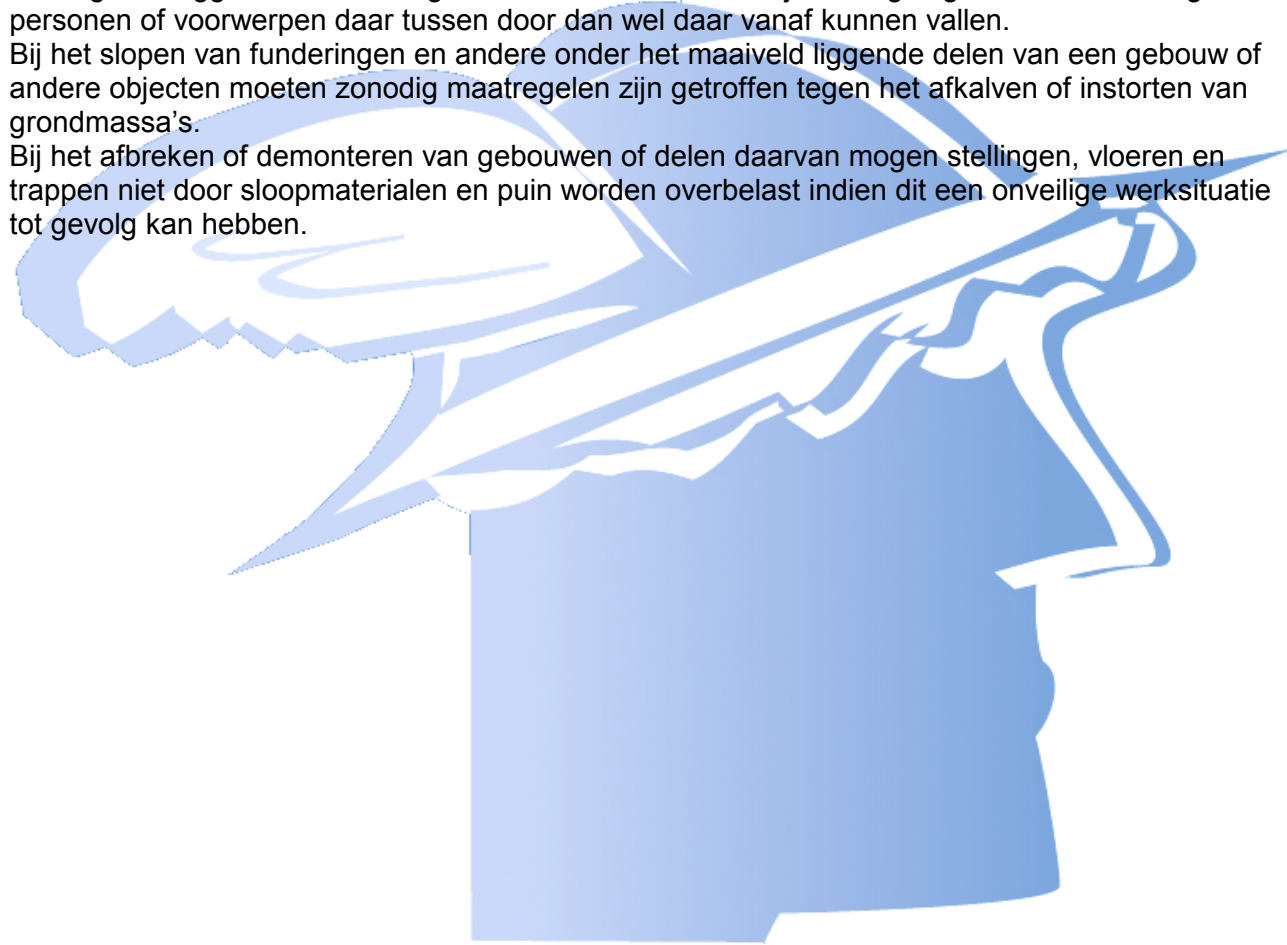 personen of voorwerpen daar tussen door dan wel daar vanaf kunnen vallen.
Bij het slopen van funderingen en andere onder het maaiveld liggende delen van een gebouw of
andere objecten moeten zonodig maatregelen zijn getroffen tegen het afkalven of instorten van
grondmassa’s.
Bij het afbreken of demonteren van gebouwen of delen daarvan mogen stellingen, vloeren en
trappen niet door sloopmaterialen en puin worden overbelast indien dit een onveilige werksituatie
tot gevolg kan hebben.